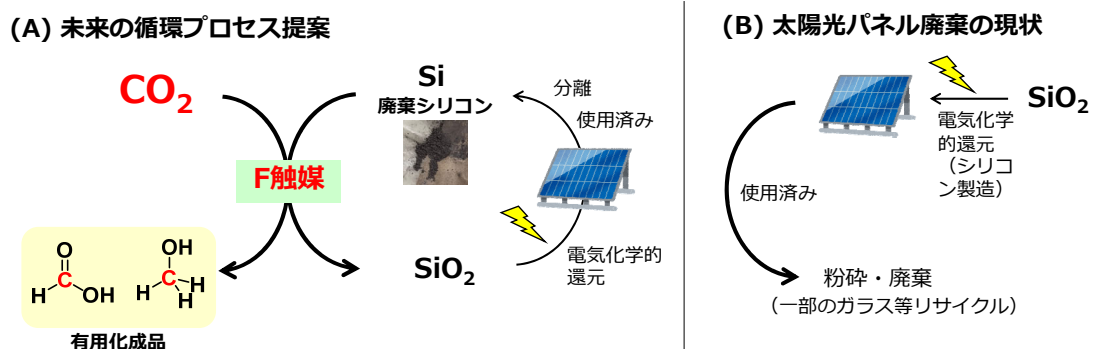 (A) 未来の循環プロセス提案
CO2
Si
廃棄シリコン
分離
使用済み
F触媒
電気化学的
還元
SiO2
O
H
C
OH
OH
H
C
H
H
有用化成品
(B) 太陽光パネル廃棄の現状
SiO2
電気化学
的還元
（シリコ
ン製造）
使用済み
粉砕・廃棄
（一部のガラス等リサイクル）